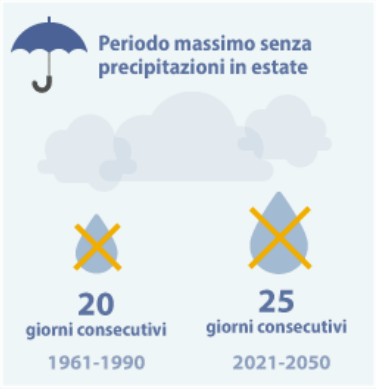 Periodo massimo senza
precipitazioni in estate
20
giorni consecutivi
1961-1990
25
giorni consecutivi
2021-2050